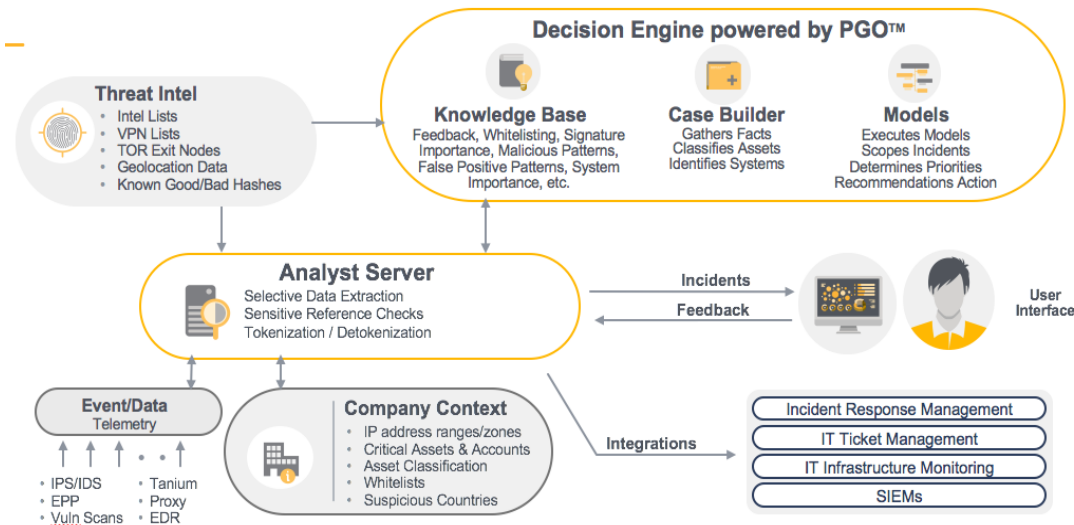 Decision Engine powered by PGO™
Threat Intel
• Intel Lists
• VPN Lists
• TOR Exit Nodes
• Geolocation Data
• Known Good/Bad Hashes
Knowledge Base
Feedback, Whitelisting, Signature
Importance, Malicious Patterns,
False Positive Patterns, System
Importance, etc.
Case Builder
Gathers Facts
Classifies Assets
Identifies Systems
Models
Executes Models
Scopes Incidents
Determines Priorities
Recommendations Action
Analyst Server
Selective Data Extraction
Sensitive Reference Checks
Tokenization / Detokenization
Incidents
Feedback
User
Interface
Event/Data
Telemetry
• IPS/IDS
• EPP
• Vuln Scans
• Tanium
• Proxy
• EDR
Company Context
• IP address ranges/zones
• Critical Assets & Accounts
• Asset Classification
• Whitelists
• Suspicious Countries
Integrations
Incident Response Management
IT Ticket Management
IT Infrastructure Monitoring
SIEMs